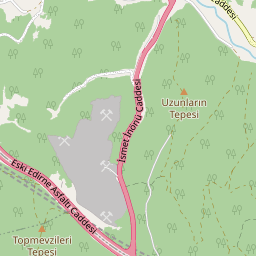 Caddesi
Uzunların
Tepesi
İsmet İnönü Caddesi
Eski Edirne Asfaltı Caddesi
Topmevzileri
Tepesi